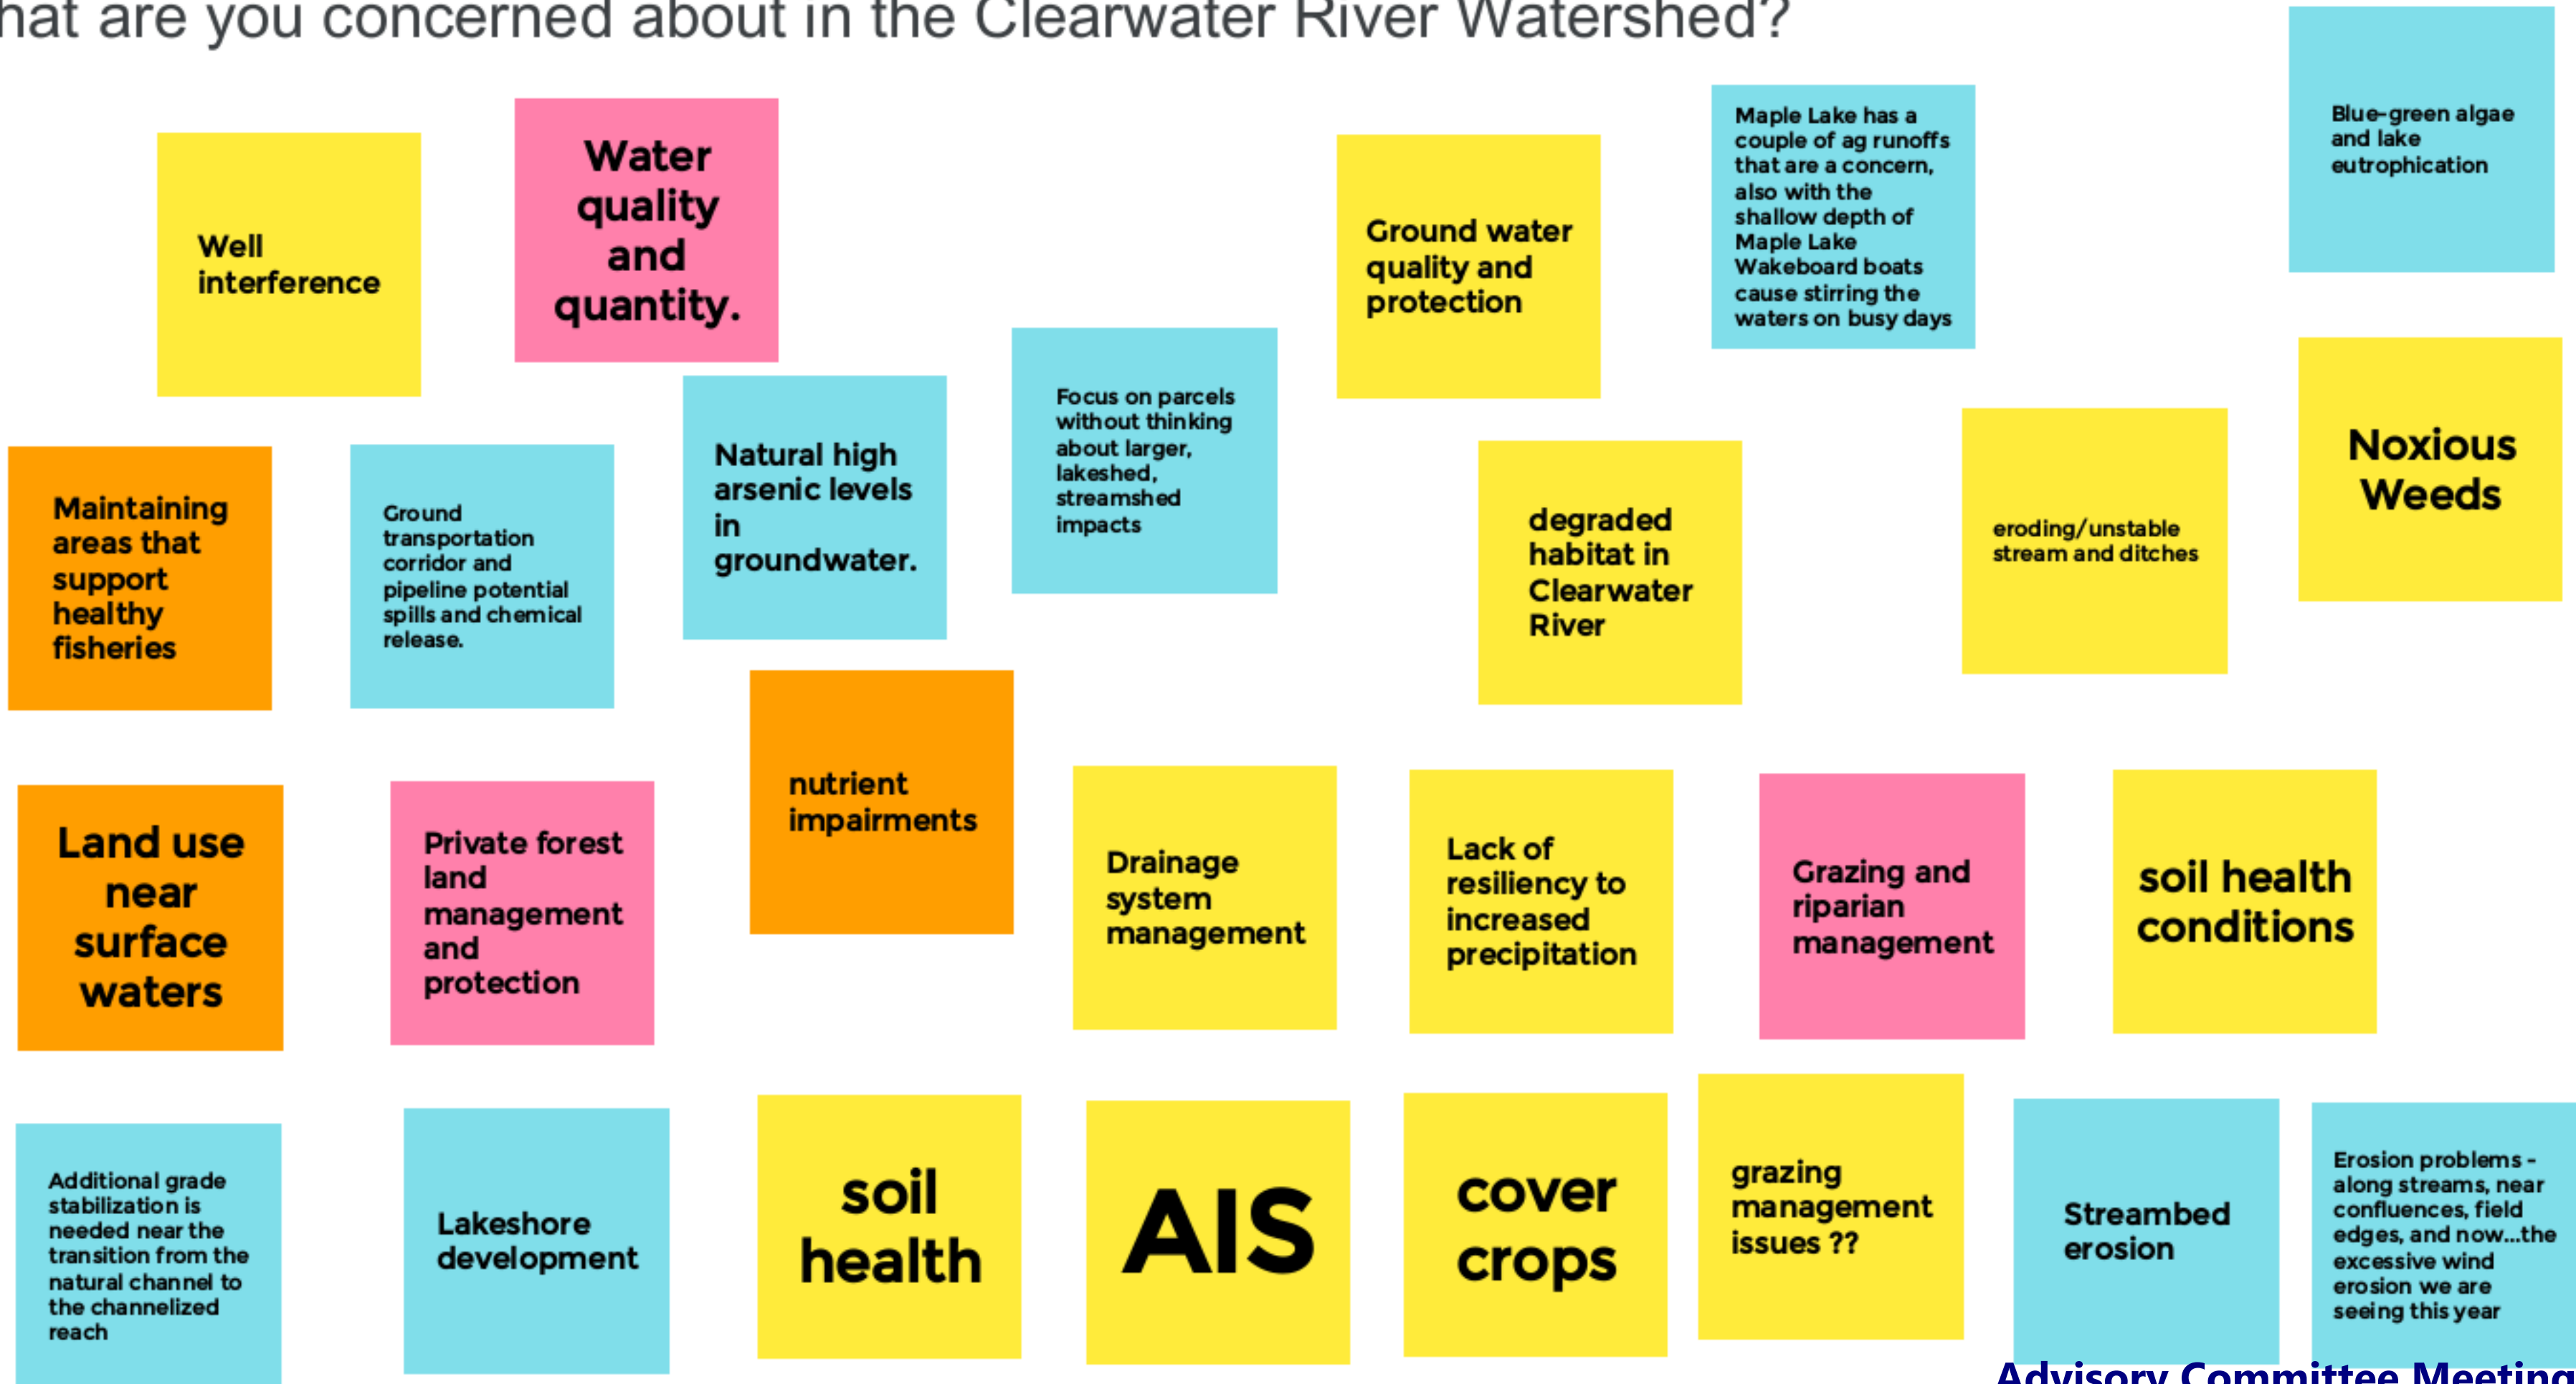 hat are you concerned about in the Clearwater River Watershed?
Well
interference
Water
quality
and
quantity.
Ground water
quality and
protection
Maple Lake has a
couple of ag runoffs
that are a concern,
also with the
shallow depth of
Maple Lake
Wakeboard boats
cause stirring the
waters on busy days
Blue-green algae
and lake
eutrophication
Maintaining
areas that
support
healthy
fisheries
Ground
transportation
corridor and
pipeline potential
spills and chemical
release.
Natural high
arsenic levels
in
groundwater.
Focus on parcels
without thinking
about larger,
lakeshed,
streamshed
impacts
degraded
habitat in
Clearwater
River
eroding/unstable
stream and ditches
Noxious
Weeds
Land use
near
surface
waters
Private forest
land
management
and
protection
nutrient
impairments
Drainage
system
management
Lack of
resiliency to
increased
precipitation
Grazing and
riparian
management
soil health
conditions
Additional grade
stabilization is
needed near the
transition from the
natural channel to
the channelized
reach
Lakeshore
development
soil
health
AIS
cover
crops
grazing
management
issues ??
Streambed
erosion
Erosion problems -
along streams, near
confluences, field
edges, and now...the
excessive wind
erosion we are
seeing this year
Advisory Committee Meeting